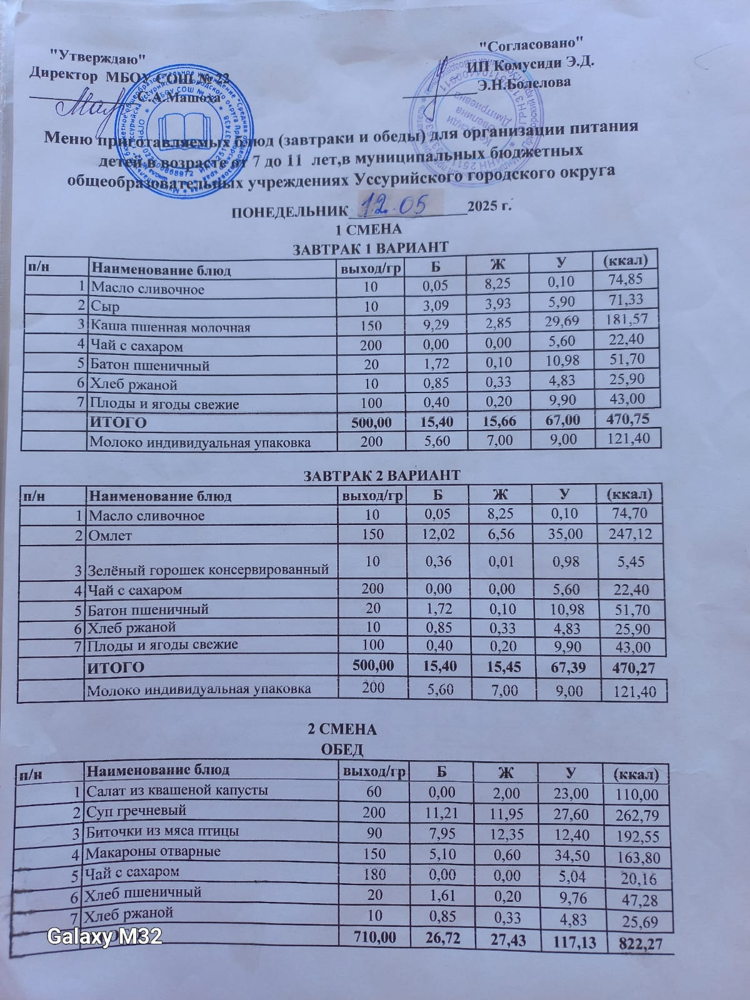 "Утверждаю"
Директор МБОУ СОШ № 22
С.А.Машоха
"Согласовано"
ИП Комусиди Э.Д.
Э.Н.Болелова
Меню приготавляемых блюд (завтраки и обеды) для организации питания
детей в возрасте от 7 до 11 лет,в муниципальных бюджетных
общеобразовательных учреждениях Уссурийского городского округа
ПОНЕДЕЛЬНИК 12.05 2025 г.
1 СМЕНА
ЗАВТРАК 1 ВАРИАНТ
п/н Наименование блюд выход/гр Б Ж У (ккал)
1 Масло сливочное 10 0,05 8,25 0,10 74,85
2 Сыр 10 3,09 3,93 5,90 71,33
3 Каша пшенная молочная 150 9,29 2,85 29,69 181,57
4 Чай с сахаром 200 0,00 0,00 5,60 22,40
5 Батон пшеничный 20 1,72 0,10 10,98 51,70
6 Хлеб ржаной 10 0,85 0,33 4,83 25,90
7 Плоды и ягоды свежие 100 0,40 0,20 9,90 43,00
ИТОГО 500,00 15,40 15,66 67,00 470,75
Молоко индивидуальная упаковка 200 5,60 7,00 9,00 121,40
ЗАВТРАК 2 ВАРИАНТ
п/н Наименование блюд выход/гр Б Ж У (ккал)
1 Масло сливочное 10 0,05 8,25 0,10 74,70
2 Омлет 150 12,02 6,56 35,00 247,12
3 Зелёный горошек консервированный 10 0,36 0,01 0,98 5,45
4 Чай с сахаром 200 0,00 0,00 5,60 22,40
5 Батон пшеничный 20 1,72 0,10 10,98 51,70
6 Хлеб ржаной 10 0,85 0,33 4,83 25,90
7 Плоды и ягоды свежие 100 0,40 0,20 9,90 43,00
ИТОГО 500,00 15,40 15,45 67,39 470,27
Молоко индивидуальная упаковка 200 5,60 7,00 9,00 121,40
2 СМЕНА
ОБЕД
п/н Наименование блюд выход/гр Б Ж У (ккал)
1 Салат из квашеной капусты 60 0,00 2,00 23,00 110,00
2 Суп гречневый 200 11,21 11,95 27,60 262,79
3 Биточки из мяса птицы 90 7,95 12,35 12,40 192,55
4 Макароны отварные 150 5,10 0,60 34,50 163,80
5 Чай с сахаром 180 0,00 0,00 5,04 20,16
6 Хлеб пшеничный 20 1,61 0,20 9,76 47,28
7 Хлеб ржаной 10 0,85 0,33 4,83 25,69
710,00 26,72 27,43 117,13 822,27
Galaxy M32